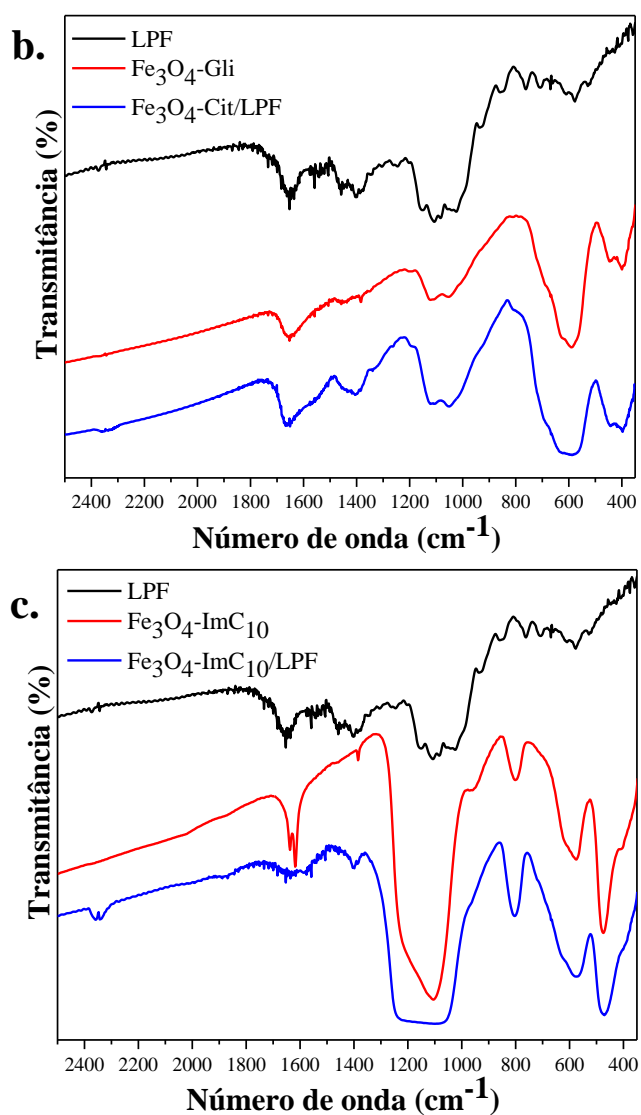 b.
LPF
Fe3O4-Gli
Fe3O4-Cit/LPF
Transmitância (%)
2400 2200 2000 1800 1600 1400 1200 1000 800 600 400
Número de onda (cm-1)
c.
LPF
Fe3O4-ImC10
Fe3O4-ImC10/LPF
Transmitância (%)
2400 2200 2000 1800 1600 1400 1200 1000 800 600 400
Número de onda (cm-1)